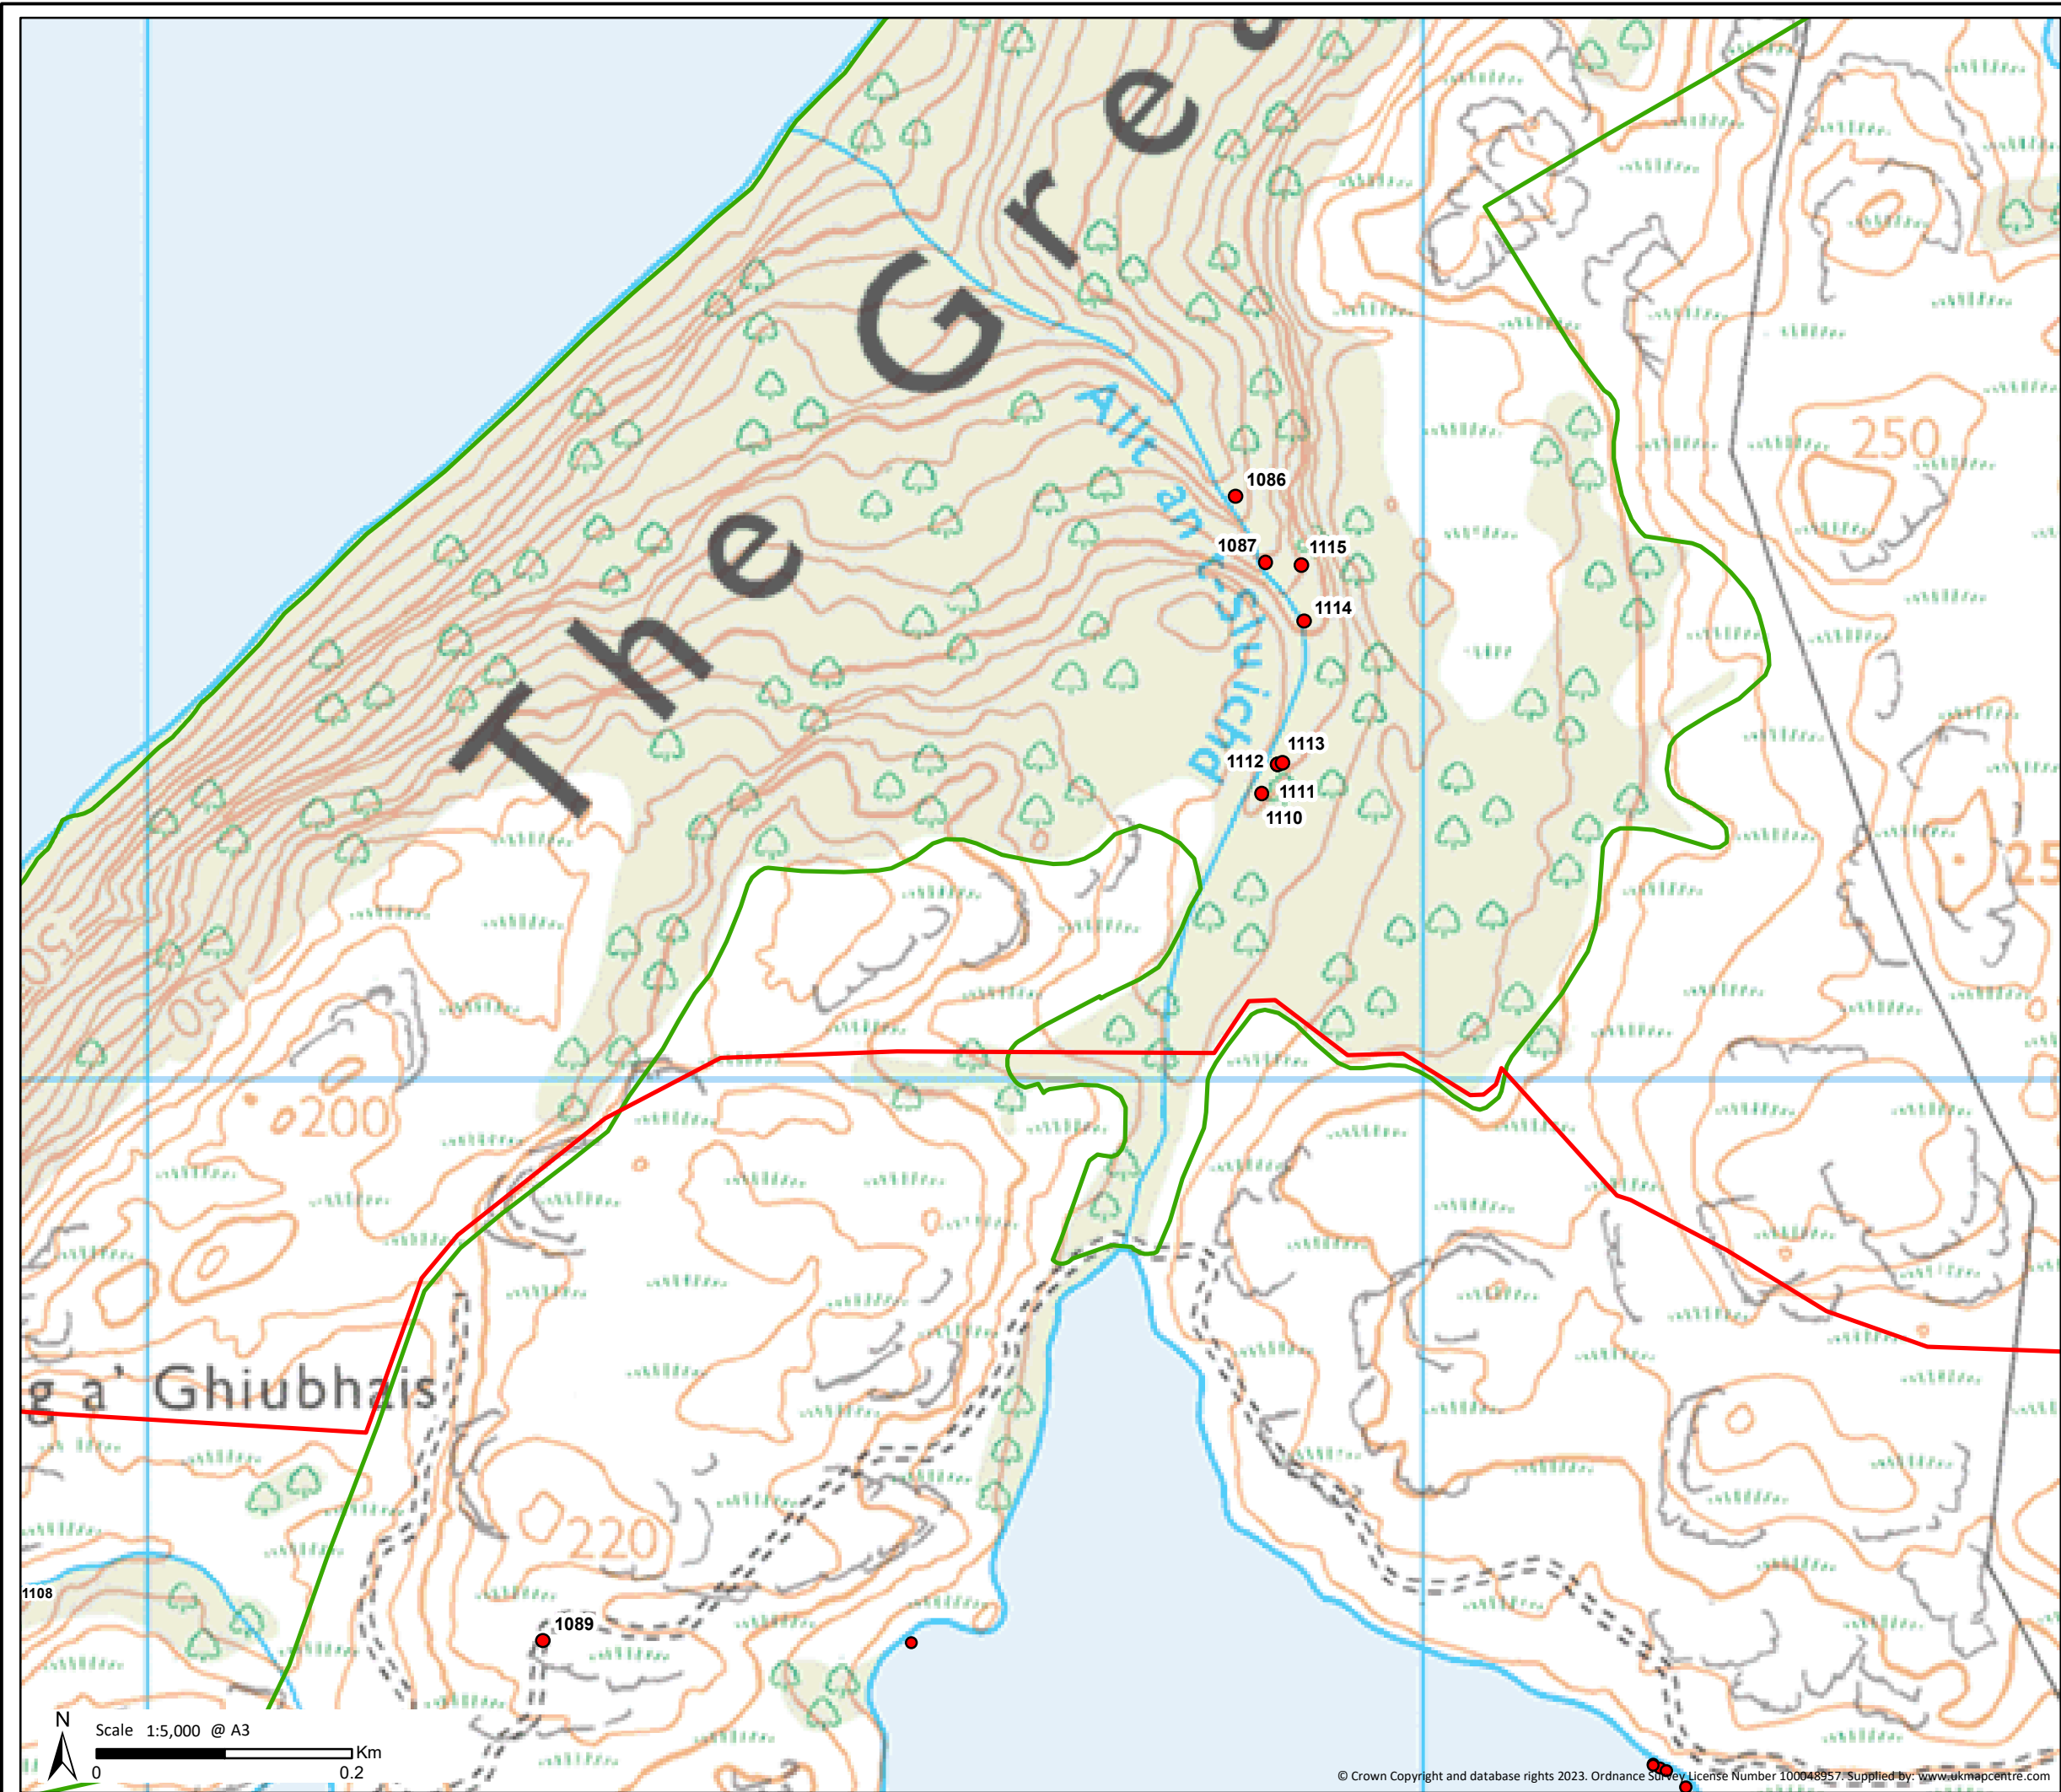 The Gre
Allt
an t-Sluichd
1086
1087
1115
1114
1113
1112
1111
1110
250
25
50
150
200
g a' Ghiubhais
220
1108
1089
N
Scale 1:5,000 @ A3
Km
0
0.2
© Crown Copyright and database rights 2023. Ordnance Survey License Number 100048957. Supplied by: www.ukmapcentre.com